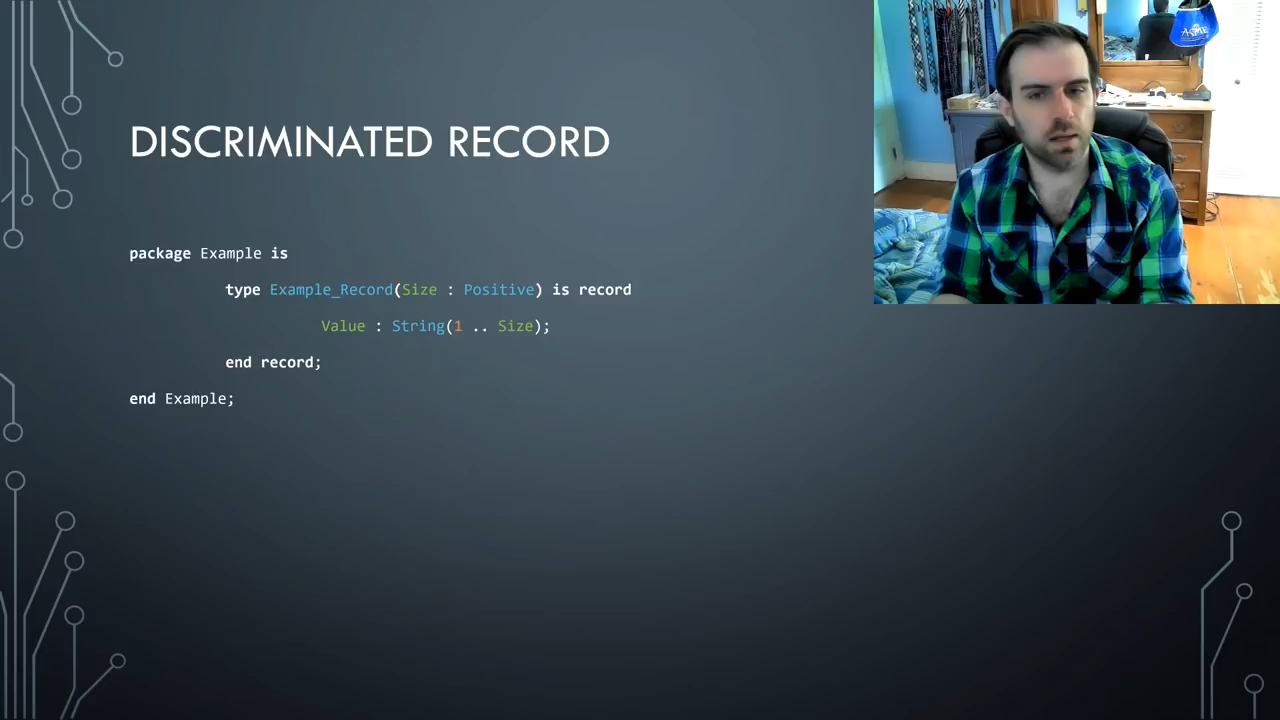 DISCRIMINATED RECORD
package Example is
type Example_Record(Size : Positive) is record
Value : String(1 .. Size);
end record;
end Example;
ACME